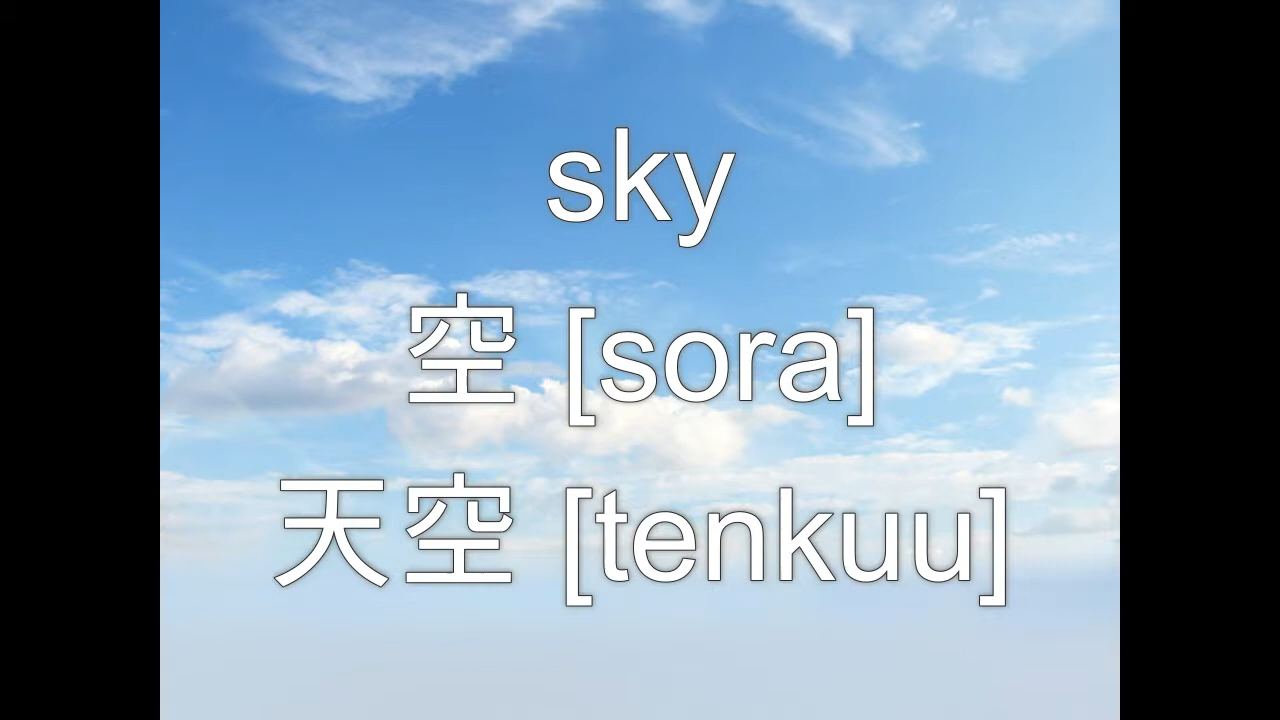 sky
空 [sora]
天空 [tenkuu]